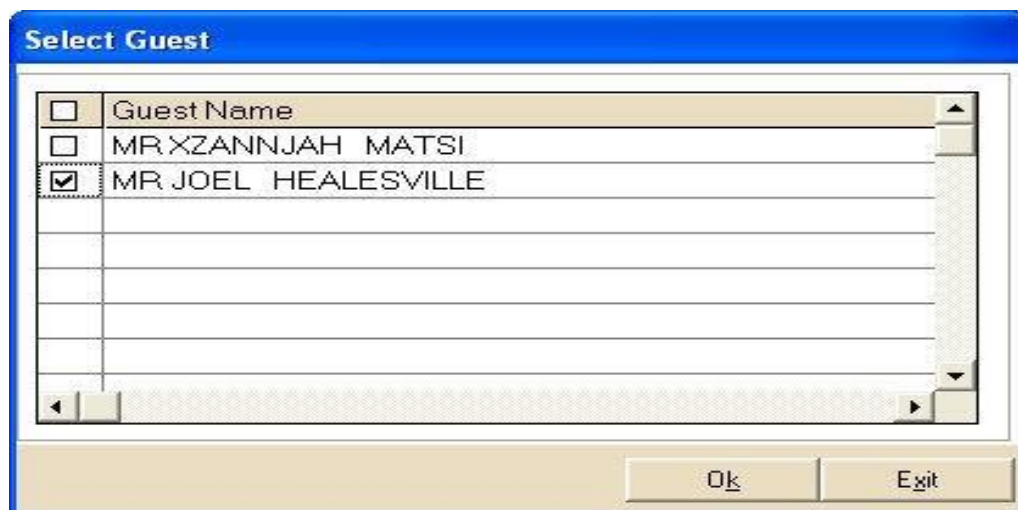 Select Guest
Guest Name
MR XZANNJAH MATSI
MR JOEL HEALESVILLE
Ok Exit